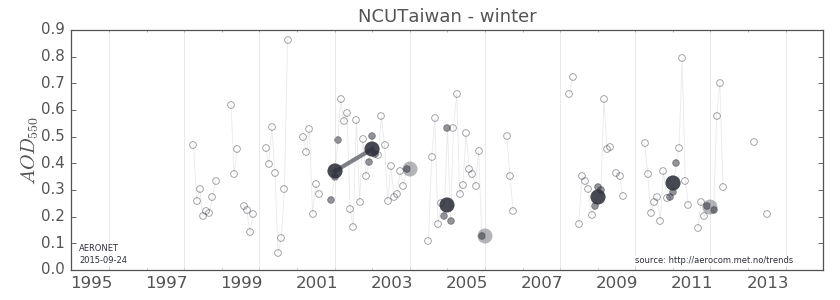 NCUTaiwan - winter
0.9
0.8
0.7
0.6
0.5
0.4
0.3
0.2
0.1
0.0
AOD550
AERONET
2015-09-24
source: http://aerocom.met.no/trends
1995 1997 1999 2001 2003 2005 2007 2009 2011 2013